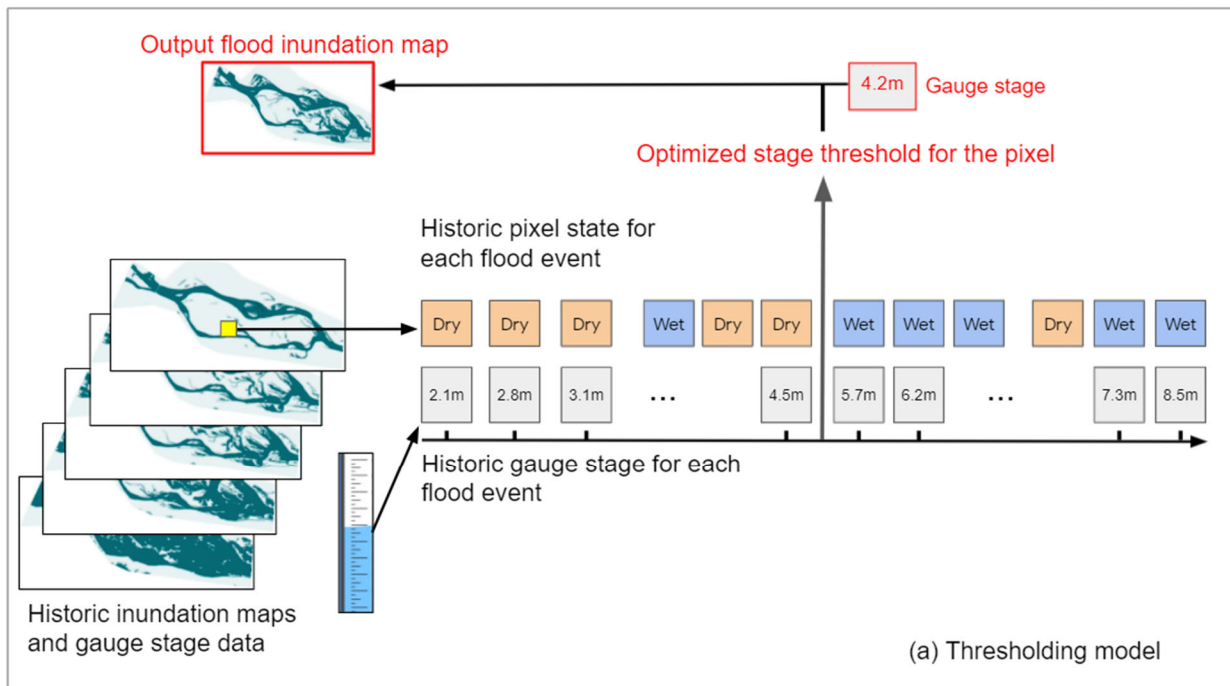 Output flood inundation map
4.2m
Gauge stage
Optimized stage threshold for the pixel
Historic pixel state for
each flood event
Dry Dry Dry Wet Dry Dry Wet Wet Wet Dry Wet Wet
2.1m 2.8m 3.1m ... 4.5m 5.7m 6.2m ... 7.3m 8.5m
Historic gauge stage for each
flood event
Historic inundation maps
and gauge stage data
(a) Thresholding model